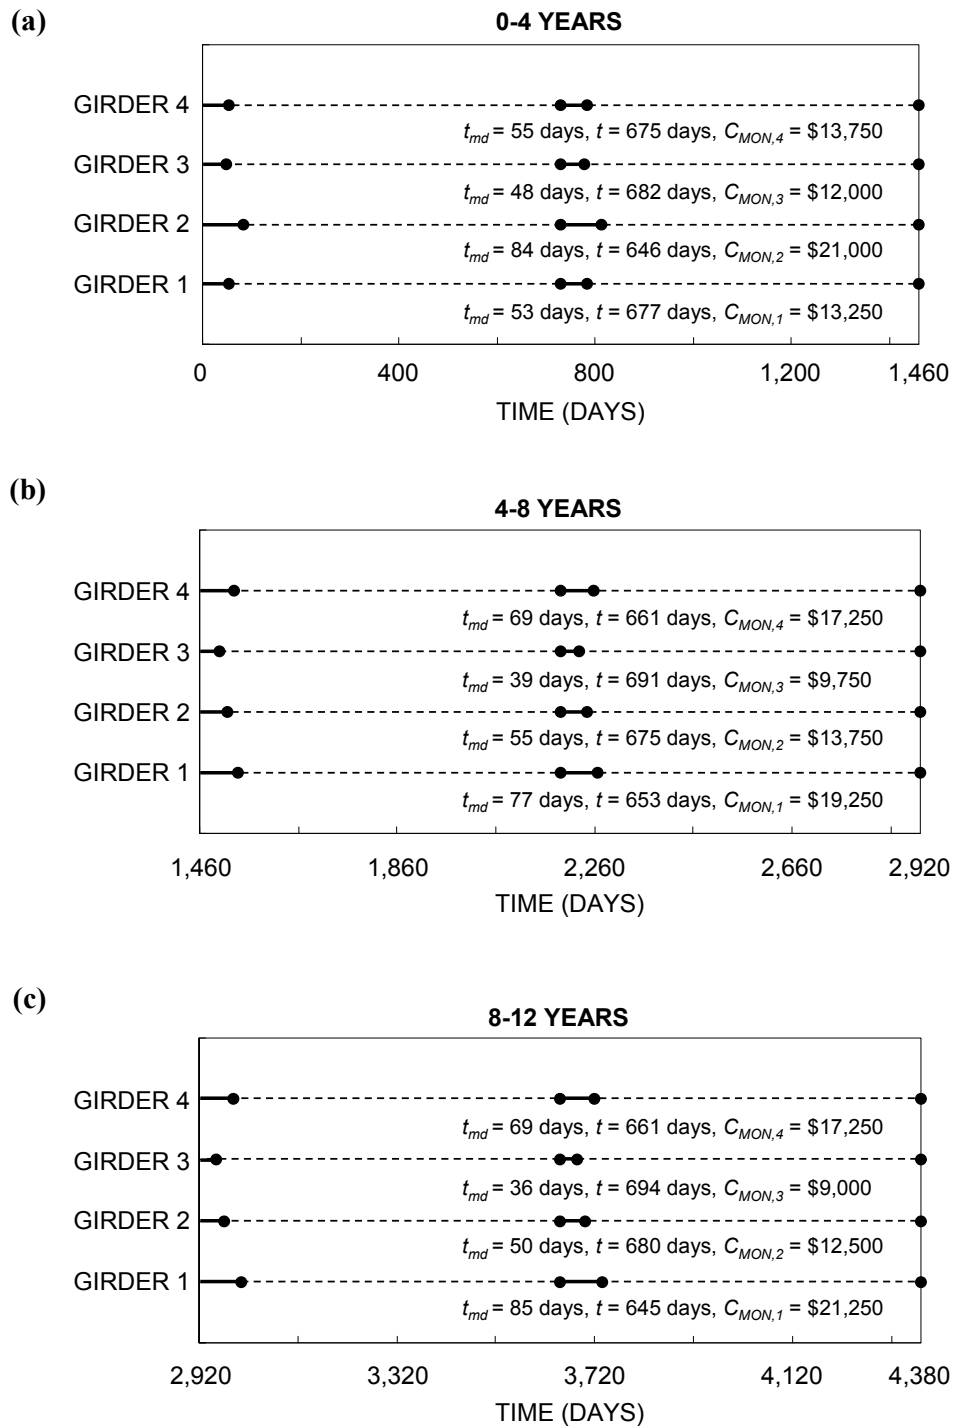 (a)
0-4 YEARS
GIRDER 4
t_md = 55 days, t = 675 days, C_MON,4 = $13,750
GIRDER 3
t_md = 48 days, t = 682 days, C_MON,3 = $12,000
GIRDER 2
t_md = 84 days, t = 646 days, C_MON,2 = $21,000
GIRDER 1
t_md = 53 days, t = 677 days, C_MON,1 = $13,250
0 400 800 1,200 1,460
TIME (DAYS)
(b)
4-8 YEARS
GIRDER 4
t_md = 69 days, t = 661 days, C_MON,4 = $17,250
GIRDER 3
t_md = 39 days, t = 691 days, C_MON,3 = $9,750
GIRDER 2
t_md = 55 days, t = 675 days, C_MON,2 = $13,750
GIRDER 1
t_md = 77 days, t = 653 days, C_MON,1 = $19,250
1,460 1,860 2,260 2,660 2,920
TIME (DAYS)
(c)
8-12 YEARS
GIRDER 4
t_md = 69 days, t = 661 days, C_MON,4 = $17,250
GIRDER 3
t_md = 36 days, t = 694 days, C_MON,3 = $9,000
GIRDER 2
t_md = 50 days, t = 680 days, C_MON,2 = $12,500
GIRDER 1
t_md = 85 days, t = 645 days, C_MON,1 = $21,250
2,920 3,320 3,720 4,120 4,380
TIME (DAYS)